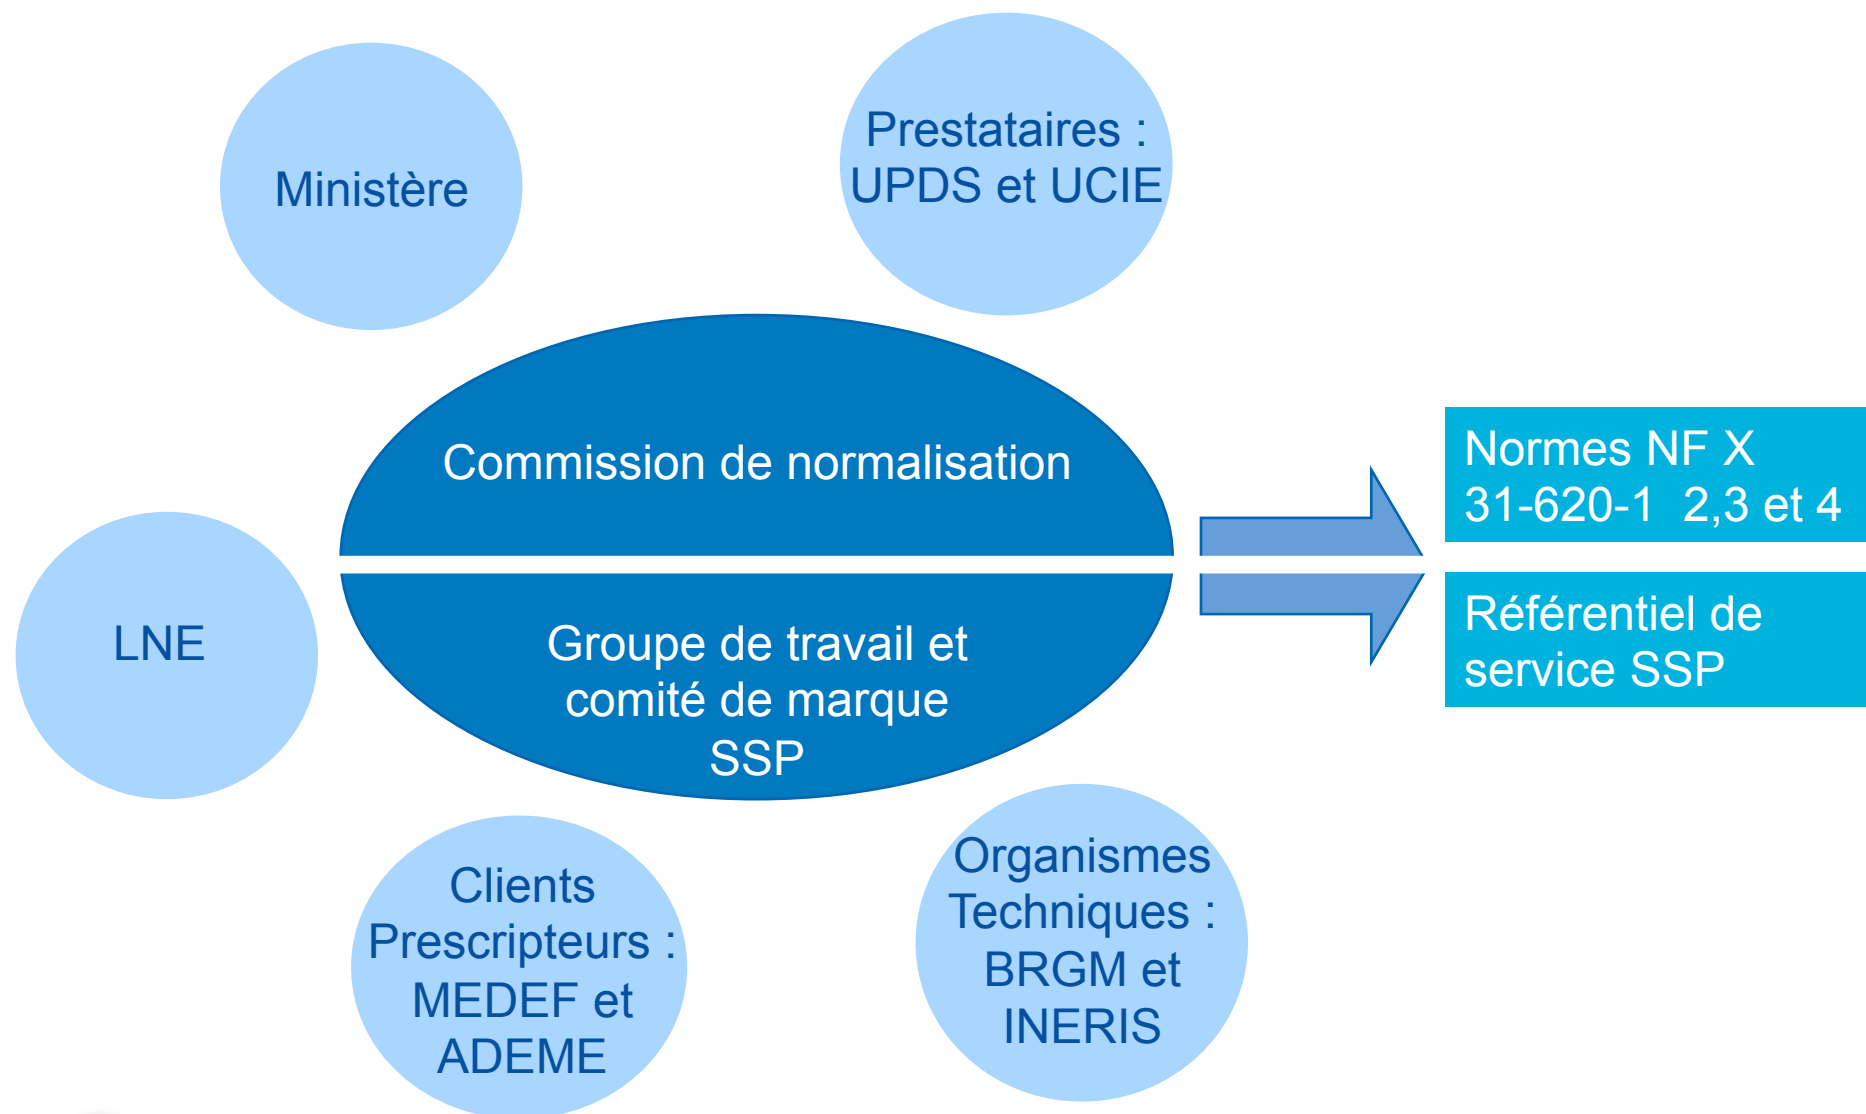 Ministère
Prestataires :
UPDS et UCIE
Commission de normalisation
Normes NF X
31-620-1  2,3 et 4
LNE
Groupe de travail et
comité de marque
SSP
Référentiel de
service SSP
Clients
Prescripteurs :
MEDEF et
ADEME
Organismes
Techniques :
BRGM et
INERIS